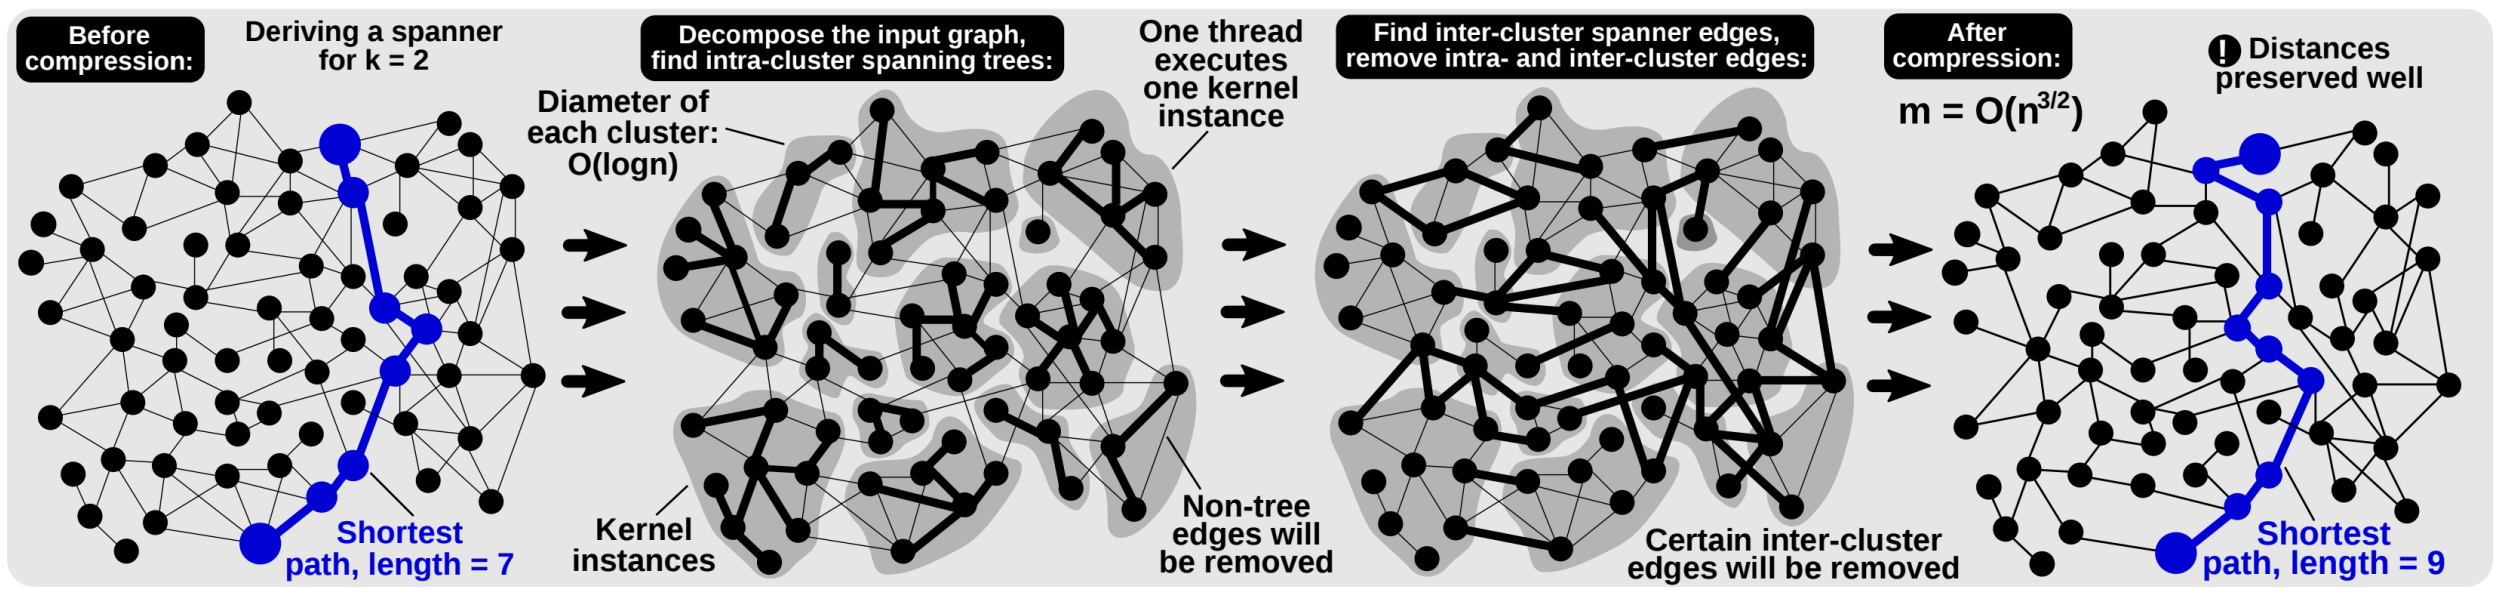 Before
compression:
Deriving a spanner
for k = 2
Shortest
path, length = 7
Decompose the input graph,
find intra-cluster spanning trees:
Diameter of
each cluster:
O(logn)
One thread
executes
one kernel
instance
Kernel
instances
Non-tree
edges will
be removed
Find inter-cluster spanner edges,
remove intra- and inter-cluster edges:
Certain inter-cluster
edges will be removed
After
compression:
! Distances
preserved well
m = O(n^3/2)
Shortest
path, length = 9